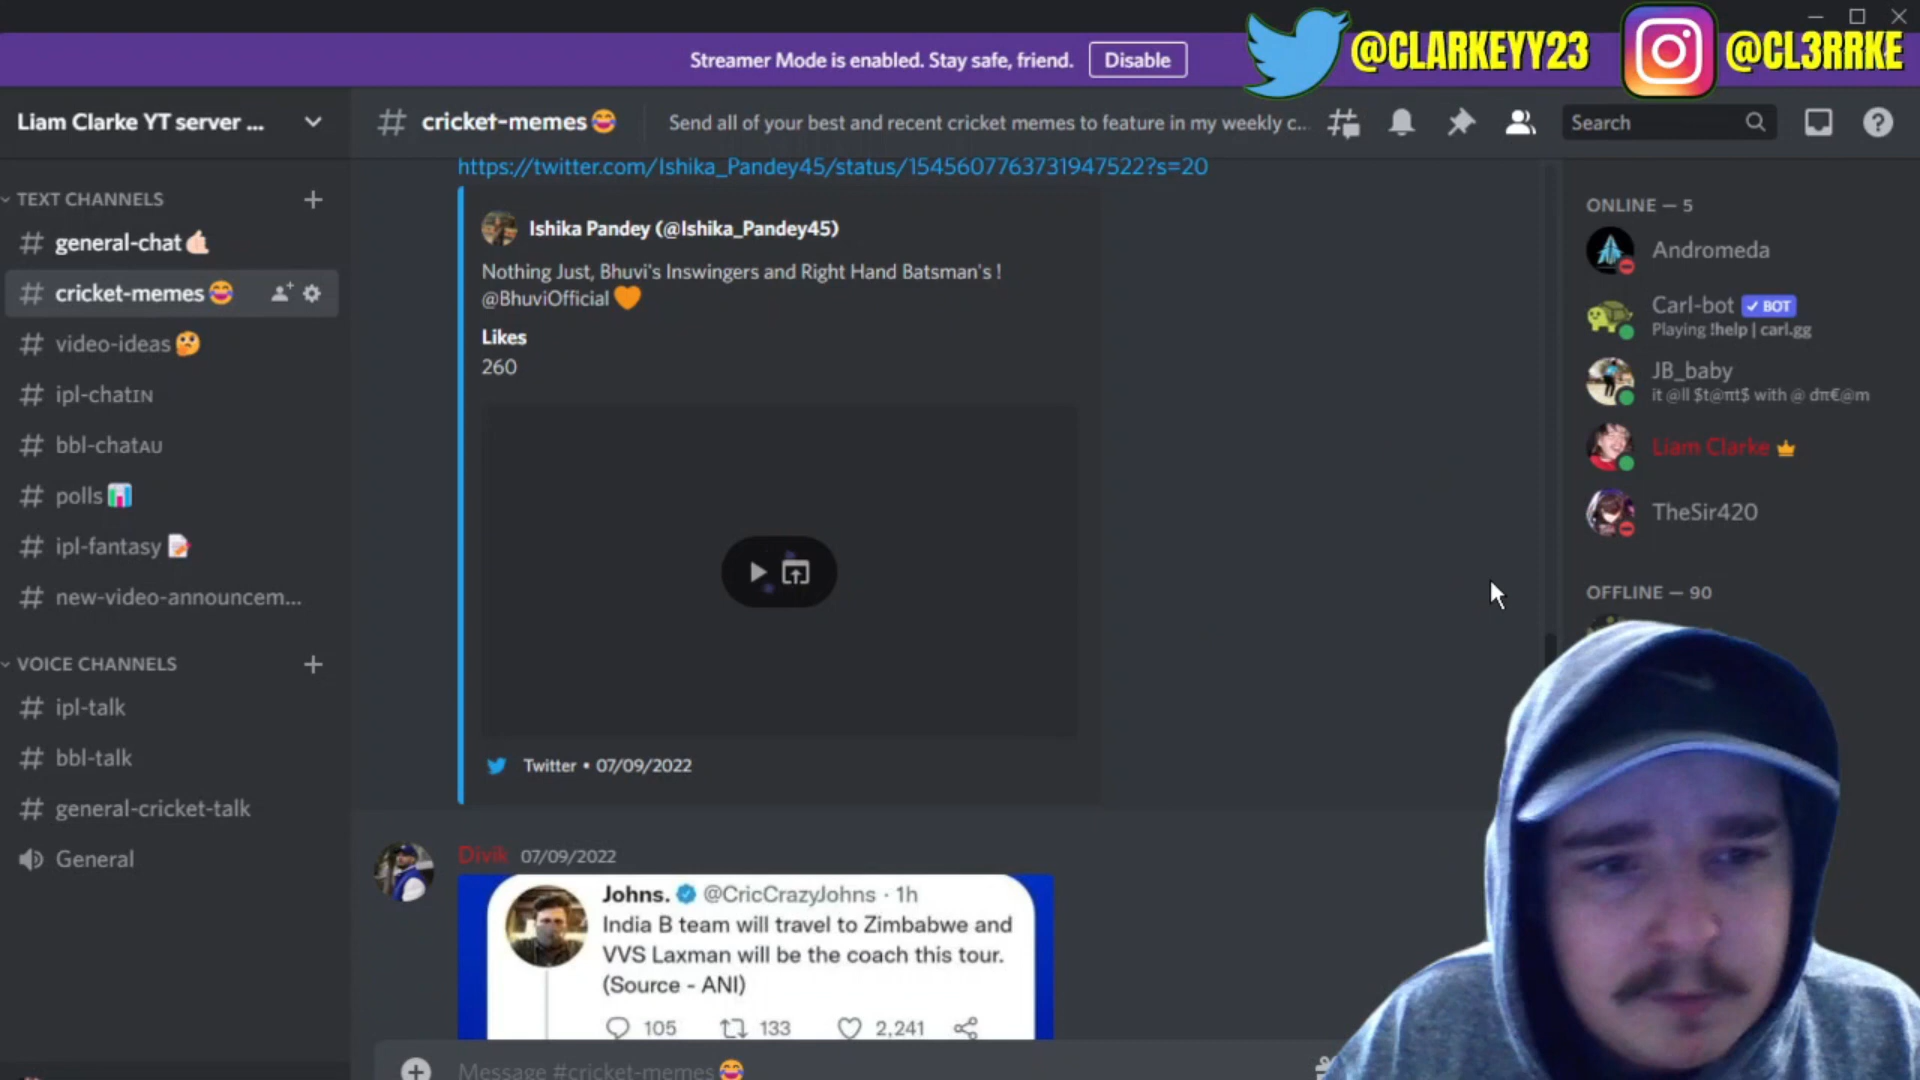 Streamer Mode is enabled. Stay safe, friend.
Disable
@CLARKEYY23
@CL3RRKE
Liam Clarke YT server ...
# cricket-memes😂
Send all of your best and recent cricket memes to feature in my weekly c...
Search
TEXT CHANNELS
# general-chat🤙🏻
# cricket-memes😂
# video-ideas🤔
# ipl-chatIN
# bbl-chatAU
# polls📊
# ipl-fantasy📝
# new-video-announcem...
VOICE CHANNELS
# ipl-talk
# bbl-talk
# general-cricket-talk
General
https://twitter.com/Ishika_Pandey45/status/1545607763731947522?s=20
Ishika Pandey (@Ishika_Pandey45)
Nothing Just, Bhuvi's Inswingers and Right Hand Batsman's !
@BhuviOfficial🧡
Likes
260
Twitter • 07/09/2022
Divik 07/09/2022
Johns. @CricCrazyJohns · 1h
India B team will travel to Zimbabwe and
VVS Laxman will be the coach this tour.
(Source - ANI)
105 133 2,241
Message #cricket-memes😂
ONLINE — 5
Andromeda
Carl-bot ✓ BOT
Playing !help | carl.gg
JB_baby
it @ll $t@πt$ with @ dπ€@m
Liam Clarke
TheSir420
OFFLINE — 90